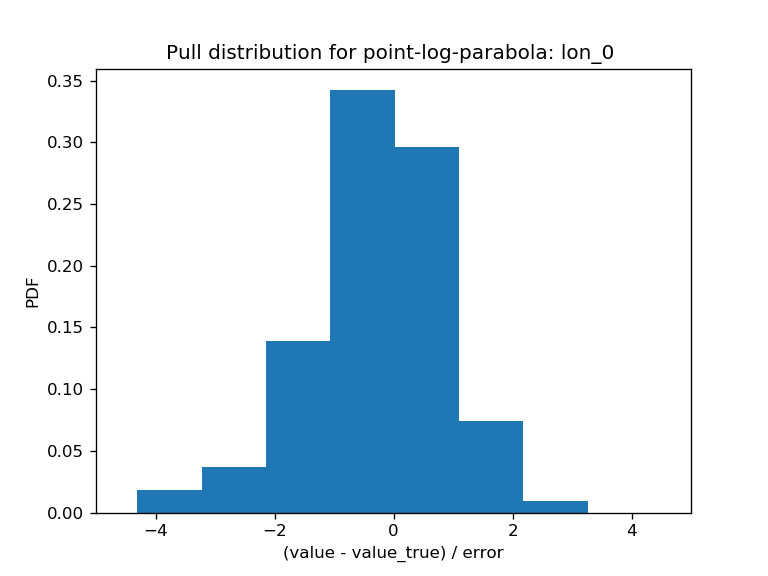 Pull distribution for point-log-parabola: lon_0
0.35
0.30
0.25
0.20
0.15
0.10
0.05
0.00
PDF
−4 −2 0 2 4
(value - value_true) / error